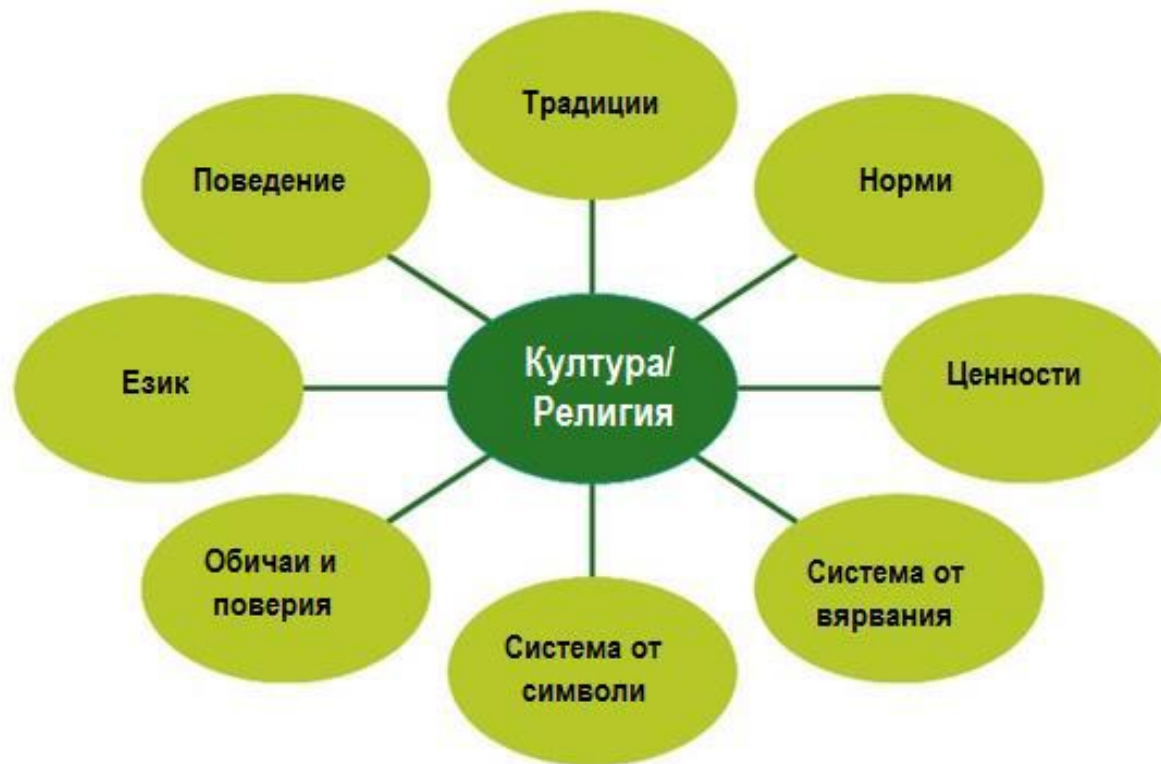 Традиции
Поведение
Норми
Култура/
Религия
Език
Ценности
Обичаи и
поверия
Система от
вярвания
Система от
символи